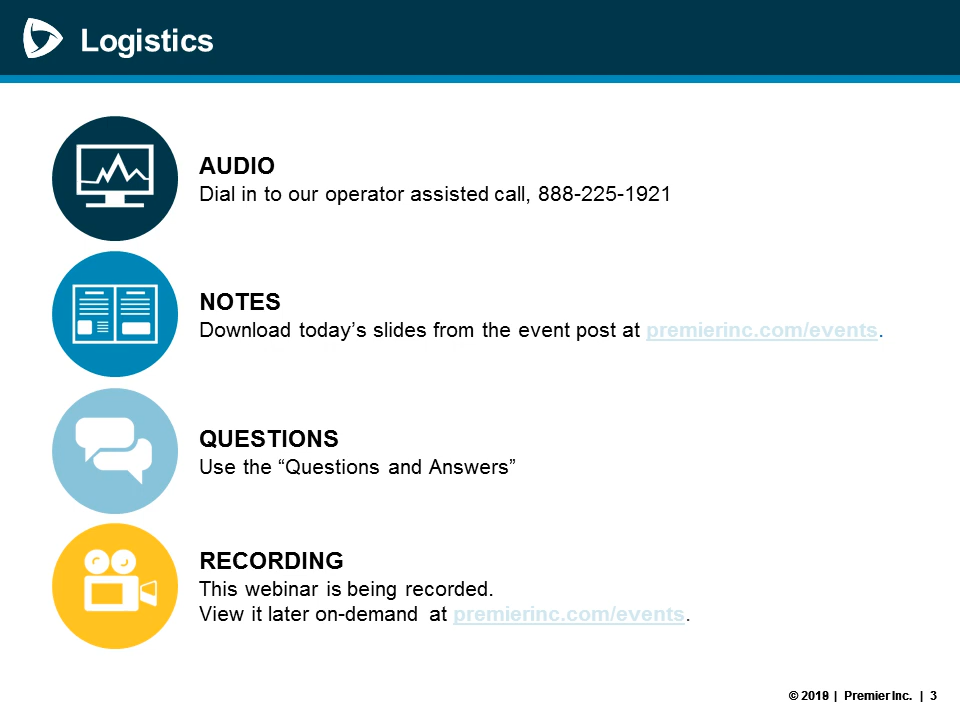 Logistics
AUDIO
Dial in to our operator assisted call, 888-225-1921
NOTES
Download today’s slides from the event post at premierinc.com/events.
QUESTIONS
Use the “Questions and Answers”
RECORDING
This webinar is being recorded.
View it later on-demand at premierinc.com/events.
© 2019 | Premier Inc. | 3